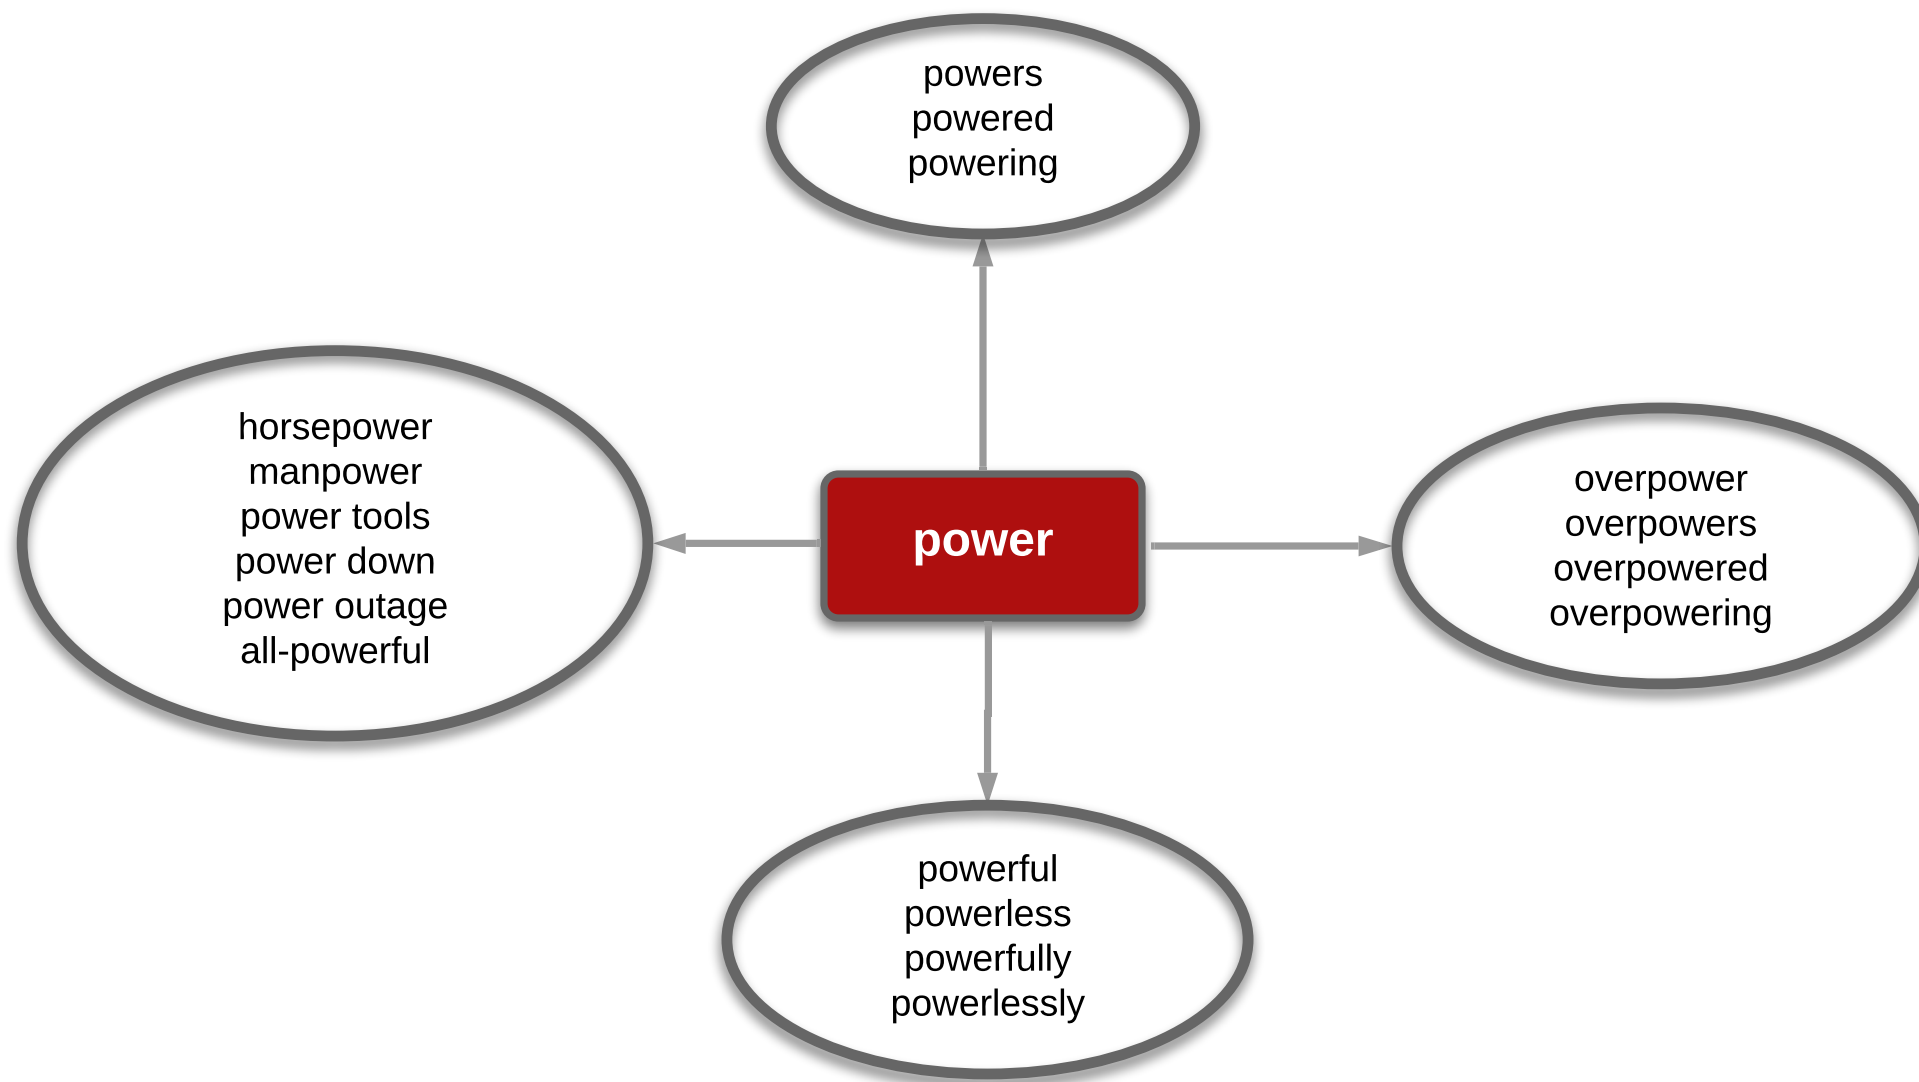 powers
powered
powering
horsepower
manpower
power tools
power down
power outage
all-powerful
power
overpower
overpowers
overpowered
overpowering
powerful
powerless
powerfully
powerlessly